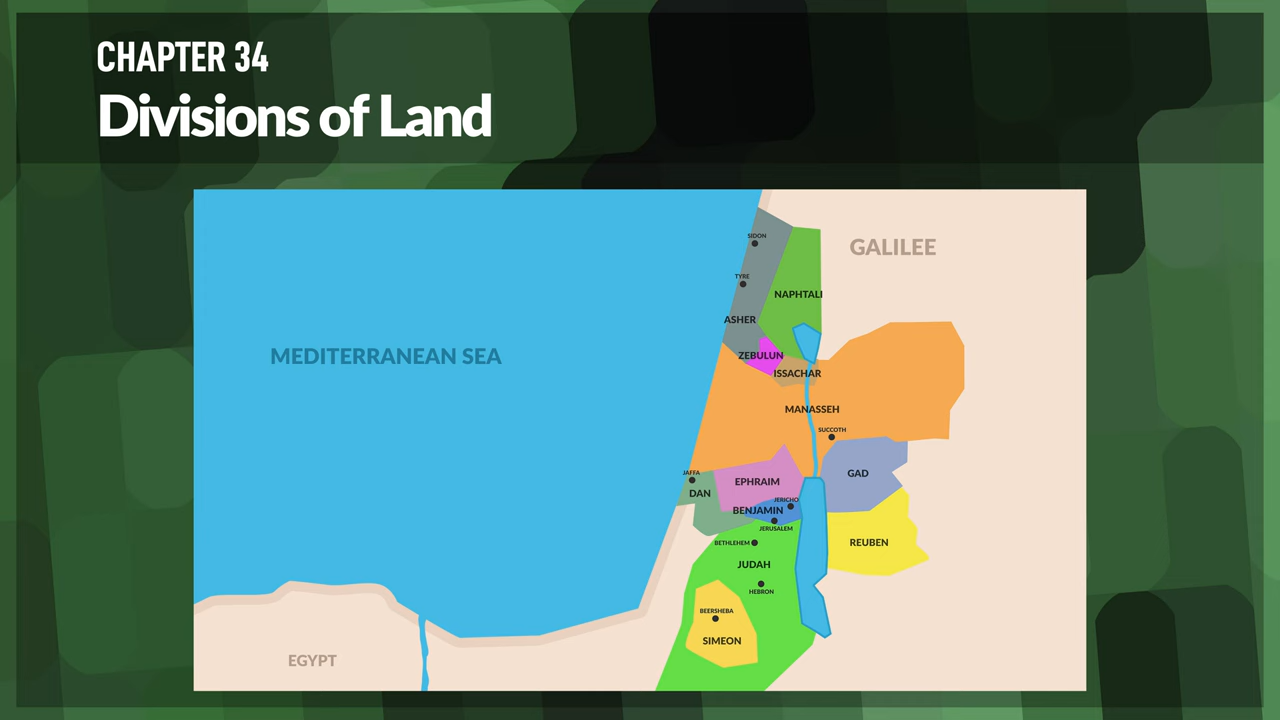 CHAPTER 34
Divisions of Land
SIDON
GALILEE
TYRE
NAPHTALI
ASHER
MEDITERRANEAN SEA
ZEBULUN
ISSACHAR
MANASSEH
SUCCOTH
JAFFA
GAD
EPHRAIM
DAN
JERICHO
BENJAMIN
JERUSALEM
BETHLEHEM
REUBEN
JUDAH
HEBRON
BEERSHEBA
SIMEON
EGYPT